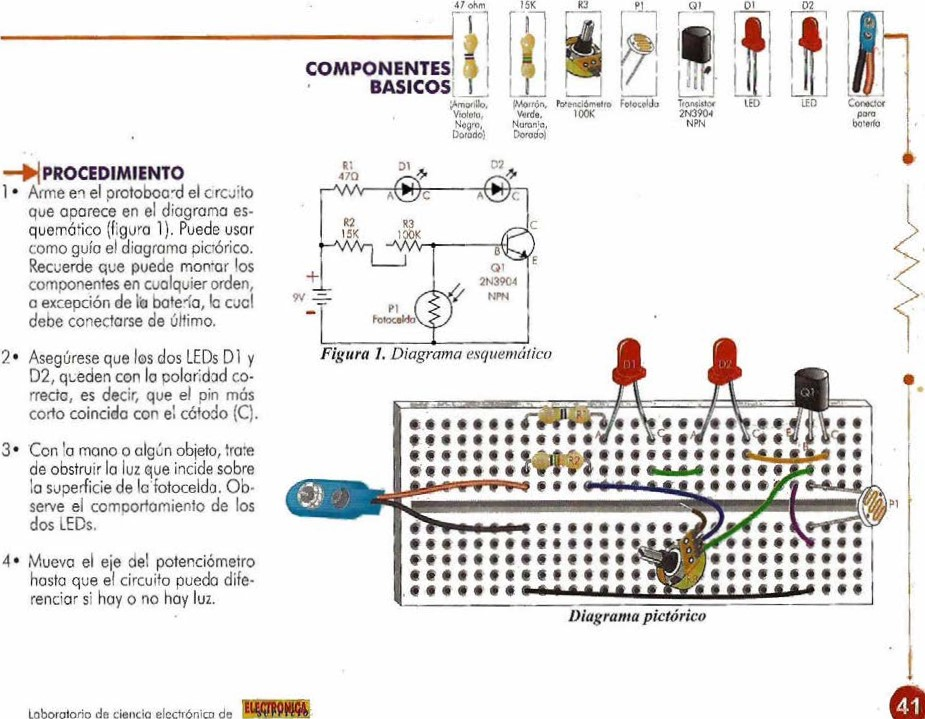 47 ohm
15K
R3
P1
Q1
D1
D2
COMPONENTES
BASICOS
(Amarillo,
Violeta,
Negro,
Dorado)
(Marrón,
Verde,
Naranja,
Dorado)
Potenciómetro
100K
Fotocelda
Transistor
2N3904
NPN
LED
LED
Conector
para
batería
PROCEDIMIENTO
1• Arme en el protoboard el circuito
que aparece en el diagrama es-
quemático (figura 1). Puede usar
como guía el diagrama pictórico.
Recuerde que puede montar los
componentes en cualquier orden,
a excepción de la batería, la cual
debe conectarse de último.
2• Asegúrese que los dos LEDs D1 y
D2, queden con la polaridad co-
rrecta, es decir, que el pin más
corto coincida con el cátodo (C).
3• Con la mano o algún objeto, trate
de obstruir la luz que incide sobre
la superficie de la fotocelda. Ob-
serve el comportamiento de los
dos LEDs.
4• Mueva el eje del potenciómetro
hasta que el circuito pueda dife-
renciar si hay o no hay luz.
R1
47Ω
D1
A
C
D2
A
C
R2
15K
R3
100K
C
B
E
Q1
2N3904
NPN
+
9V
-
P1
Fotocelda
Figura 1. Diagrama esquemático
D1
D2
Q1
R1
A
C
A
C
E
B
C
R2
P1
Diagrama pictórico
Laboratorio de ciencia electrónica de
ELECTRONICA
41